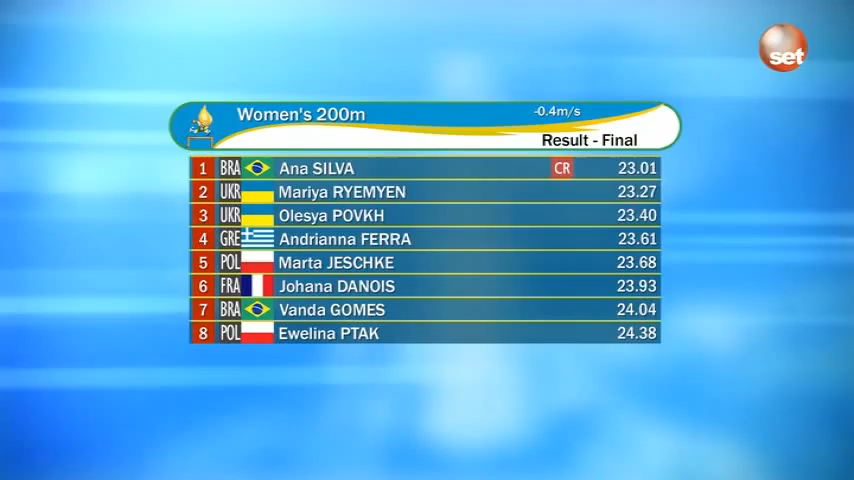 set
Women's 200m -0.4m/s
Result - Final
1 BRA Ana SILVA CR 23.01
2 UKR Mariya RYEMYEN 23.27
3 UKR Olesya POVKH 23.40
4 GRE Andrianna FERRA 23.61
5 POL Marta JESCHKE 23.68
6 FRA Johana DANOIS 23.93
7 BRA Vanda GOMES 24.04
8 POL Ewelina PTAK 24.38